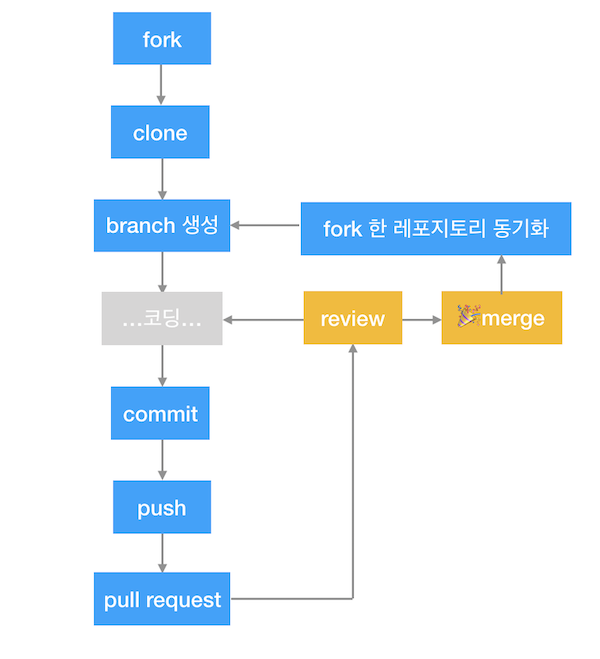 fork
clone
branch 생성
fork 한 레포지토리 동기화
...코딩...
review
🎉merge
commit
push
pull request